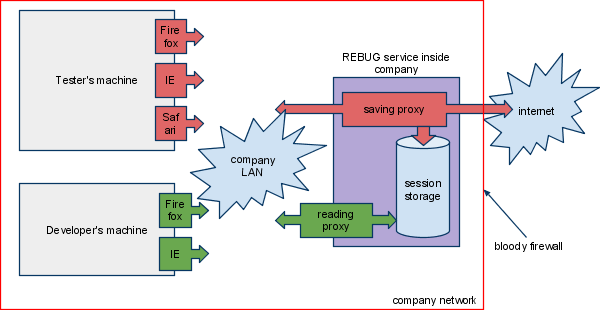 Fire
fox
Tester's machine
IE
Saf
ari
REBUG service inside
company
saving proxy
internet
company
LAN
session
storage
Fire
fox
Developer's machine
IE
reading
proxy
bloody firewall
company network